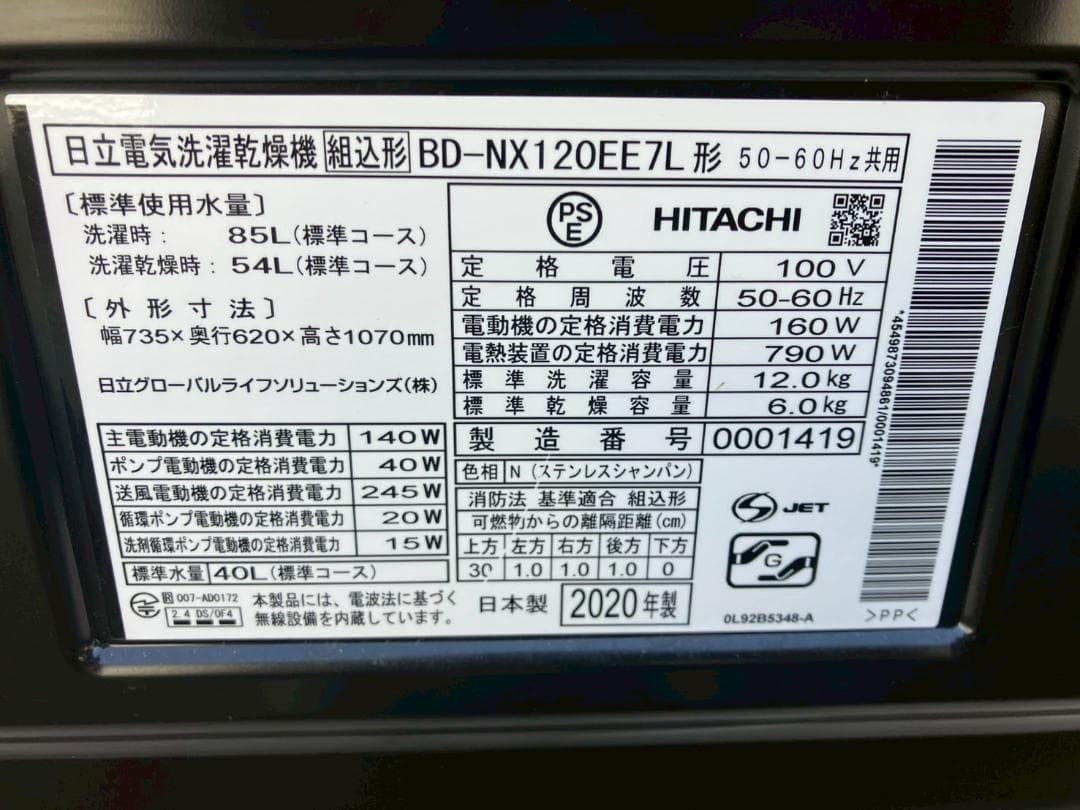 日立電気洗濯乾燥機 組込形 BD-NX120EE7L形 50-60Hz共用
〔標準使用水量〕
洗濯時： 85L(標準コース)
洗濯乾燥時： 54L(標準コース)
〔外形寸法〕
幅735×奥行620×高さ1070mm
日立グローバルライフソリューションズ(株)
PSE HITACHI
定格電圧 100V
定格周波数 50-60Hz
電動機の定格消費電力 160W
電熱装置の定格消費電力 790W
標準洗濯容量 12.0kg
標準乾燥容量 6.0kg
製造番号 0001419
主電動機の定格消費電力 140W
ポンプ電動機の定格消費電力 40W
送風電動機の定格消費電力 245W
循環ポンプ電動機の定格消費電力 20W
洗剤循環ポンプ電動機の定格消費電力 15W
標準水量 40L(標準コース)
色相 N (ステンレスシャンパン)
消防法 基準適合 組込形
可燃物からの離隔距離(cm)
上方 左方 右方 後方 下方
30 1.0 1.0 1.0 0
S JET
G
R 007-AD0172
2.4 DS/OF4
本製品には、電波法に基づく
無線設備を内蔵しています。
日本製 2020年製
0L92B5348-A
>PP<
*4549873094861/0001419*